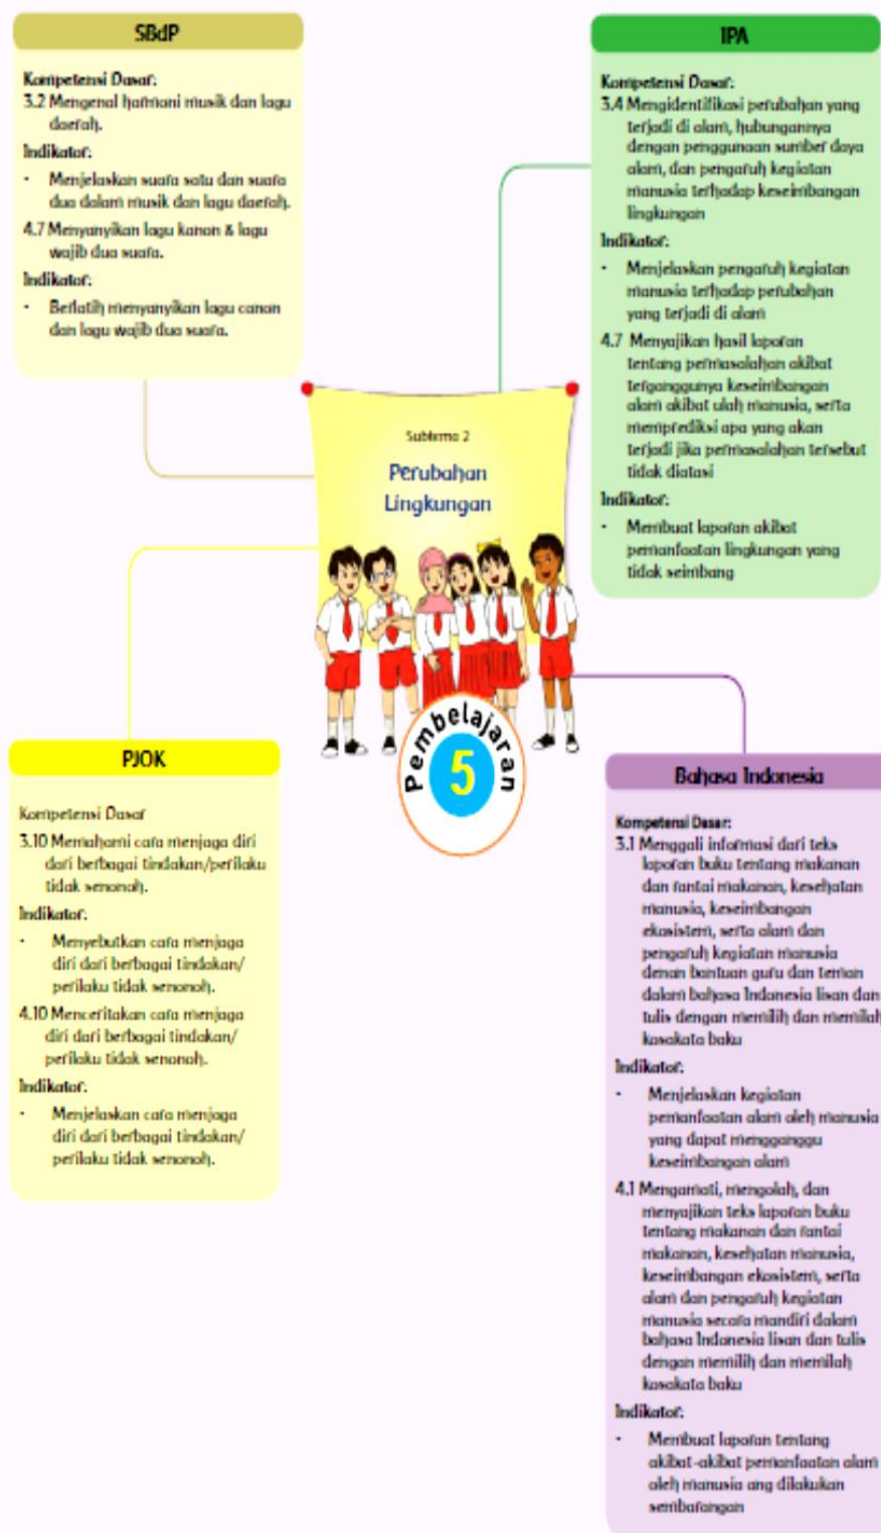 SBdP
Kompetensi Dasar:
3.2 Mengenal harmoni musik dan lagu
daerah.
Indikator:
• Menjelaskan suara satu dan suara
dua dalam musik dan lagu daerah.
4.7 Menyanyikan lagu kanon & lagu
wajib dua suara.
Indikator:
• Berlatih menyanyikan lagu canon
dan lagu wajib dua suara.
IPA
Kompetensi Dasar:
3.4 Mengidentifikasi perubahan yang
terjadi di alam, hubungannya
dengan penggunaan sumber daya
alam, dan pengaruh kegiatan
manusia terhadap keseimbangan
lingkungan
Indikator:
• Menjelaskan pengaruh kegiatan
manusia terhadap perubahan
yang terjadi di alam
4.7 Menyajikan hasil laporan
tentang permasalahan akibat
terganggunya keseimbangan
alam akibat ulah manusia, serta
memprediksi apa yang akan
terjadi jika permasalahan tersebut
tidak diatasi
Indikator:
• Membuat laporan akibat
pemanfaatan lingkungan yang
tidak seimbang
Subtema 2
Perubahan
Lingkungan
Pembelajaran
5
PJOK
Kompetensi Dasar
3.10 Memahami cara menjaga diri
dari berbagai tindakan/perilaku
tidak senonoh.
Indikator:
• Menyebutkan cara menjaga
diri dari berbagai tindakan/
perilaku tidak senonoh.
4.10 Menceritakan cara menjaga
diri dari berbagai tindakan/
perilaku tidak senonoh.
Indikator:
• Menjelaskan cara menjaga
diri dari berbagai tindakan/
perilaku tidak senonoh.
Bahasa Indonesia
Kompetensi Dasar:
3.1 Menggali informasi dari teks
laporan buku tentang makanan
dan rantai makanan, kesehatan
manusia, keseimbangan
ekosistem, serta alam dan
pengaruh kegiatan manusia
denan bantuan guru dan teman
dalam bahasa Indonesia lisan dan
tulis dengan memilih dan memilah
kosakata baku
Indikator:
• Menjelaskan kegiatan
pemanfaatan alam oleh manusia
yang dapat mengganggu
keseimbangan alam
4.1 Mengamati, mengolah, dan
menyajikan teks laporan buku
tentang makanan dan rantai
makanan, kesehatan manusia,
keseimbangan ekosistem, serta
alam dan pengaruh kegiatan
manusia secara mandiri dalam
bahasa Indonesia lisan dan tulis
dengan memilih dan memilah
kosakata baku
Indikator:
• Membuat laporan tentang
akibat-akibat pemanfaatan alam
oleh manusia ang dilakukan
sembarangan